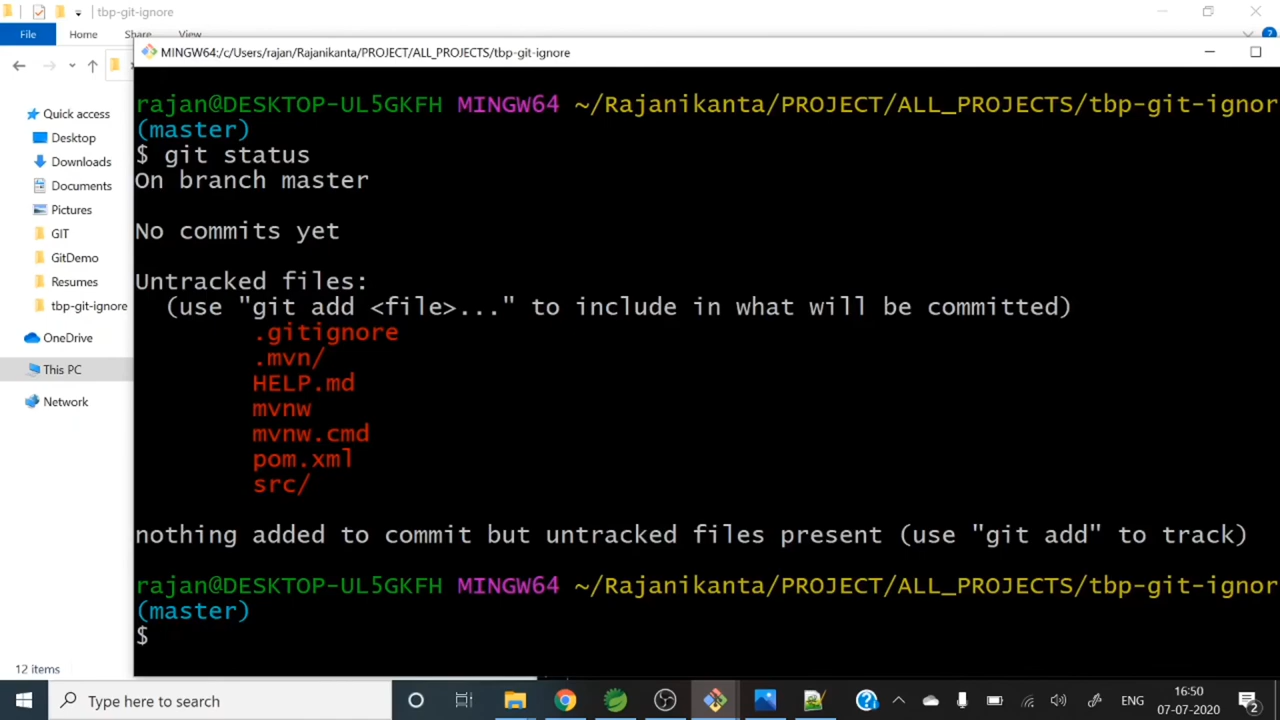 tbp-git-ignore
File Home Share View
MINGW64:/c/Users/rajan/Rajanikanta/PROJECT/ALL_PROJECTS/tbp-git-ignore
Quick access
Desktop
Downloads
Documents
Pictures
GIT
GitDemo
Resumes
tbp-git-ignore
OneDrive
This PC
Network
12 items
rajan@DESKTOP-UL5GKFH MINGW64 ~/Rajanikanta/PROJECT/ALL_PROJECTS/tbp-git-ignor
(master)
$ git status
On branch master
No commits yet
Untracked files:
(use "git add <file>..." to include in what will be committed)
.gitignore
.mvn/
HELP.md
mvnw
mvnw.cmd
pom.xml
src/
nothing added to commit but untracked files present (use "git add" to track)
rajan@DESKTOP-UL5GKFH MINGW64 ~/Rajanikanta/PROJECT/ALL_PROJECTS/tbp-git-ignor
(master)
$
Type here to search
ENG
16:50
07-07-2020
2